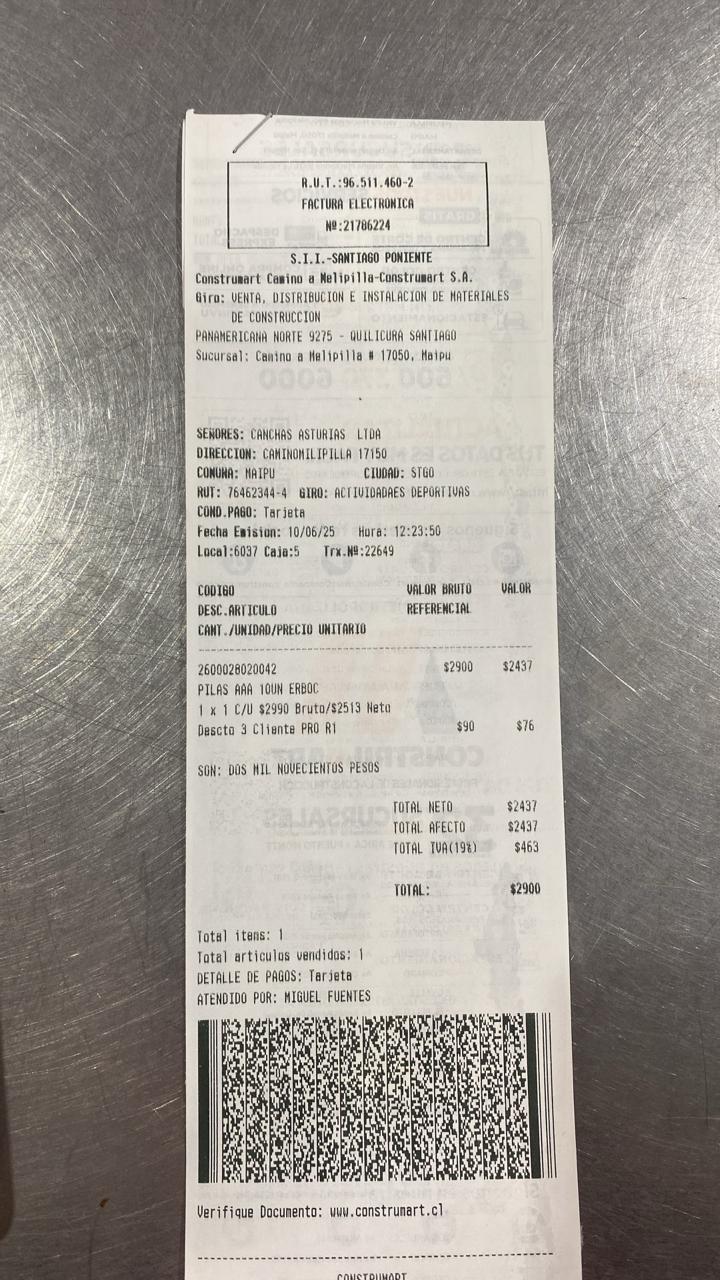 R.U.T.:96.511.460-2
FACTURA ELECTRONICA
Nº:21786224
S.I.I.-SANTIAGO PONIENTE
Construmart Camino a Melipilla-Construmart S.A.
Giro: VENTA, DISTRIBUCION E INSTALACION DE MATERIALES
DE CONSTRUCCION
PANAMERICANA NORTE 9275 - QUILICURA SANTIAGO
Sucursal: Camino a Melipilla # 17050, Maipu
SEÑORES: CANCHAS ASTURIAS LTDA
DIRECCION: CAMINOMILIPILLA 17150
COMUNA: MAIPU CIUDAD: STGO
RUT: 76462344-4 GIRO: ACTIVIDADAES DEPORTIVAS
COND.PAGO: Tarjeta
Fecha Emision: 10/06/25 Hora: 12:23:50
Local:6037 Caja:5 Trx.Nº:22649
CODIGO VALOR BRUTO VALOR
DESC.ARTICULO REFERENCIAL
CANT./UNIDAD/PRECIO UNITARIO
2600028020042 $2900 $2437
PILAS AAA 10UN ERBOC
1 x 1 C/U $2990 Bruto/$2513 Neto
Descto 3 Cliente PRO R1 $90 $76
SON: DOS MIL NOVECIENTOS PESOS
TOTAL NETO $2437
TOTAL AFECTO $2437
TOTAL IVA(19%) $463
TOTAL: $2900
Total items: 1
Total articulos vendidos: 1
DETALLE DE PAGOS: Tarjeta
ATENDIDO POR: MIGUEL FUENTES
Verifique Documento: www.construmart.cl
CONSTRUMART